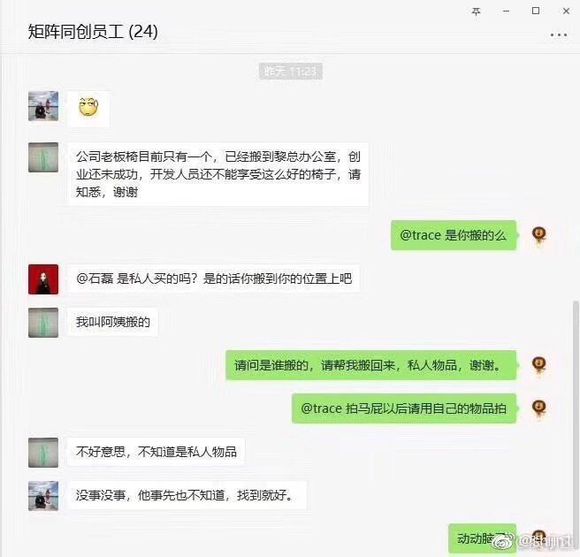 矩阵同创员工 (24)
昨天 11:23
公司老板椅目前只有一个，已经搬到黎总办公室，创
业还未成功，开发人员还不能享受这么好的椅子，请
知悉，谢谢
@trace 是你搬的么
@石磊 是私人买的吗？是的话你搬到你的位置上吧
我叫阿姨搬的
请问是谁搬的，请帮我搬回来，私人物品，谢谢。
@trace 拍马屁以后请用自己的物品拍
不好意思，不知道是私人物品
没事没事，他事先也不知道，找到就好。
动动脑